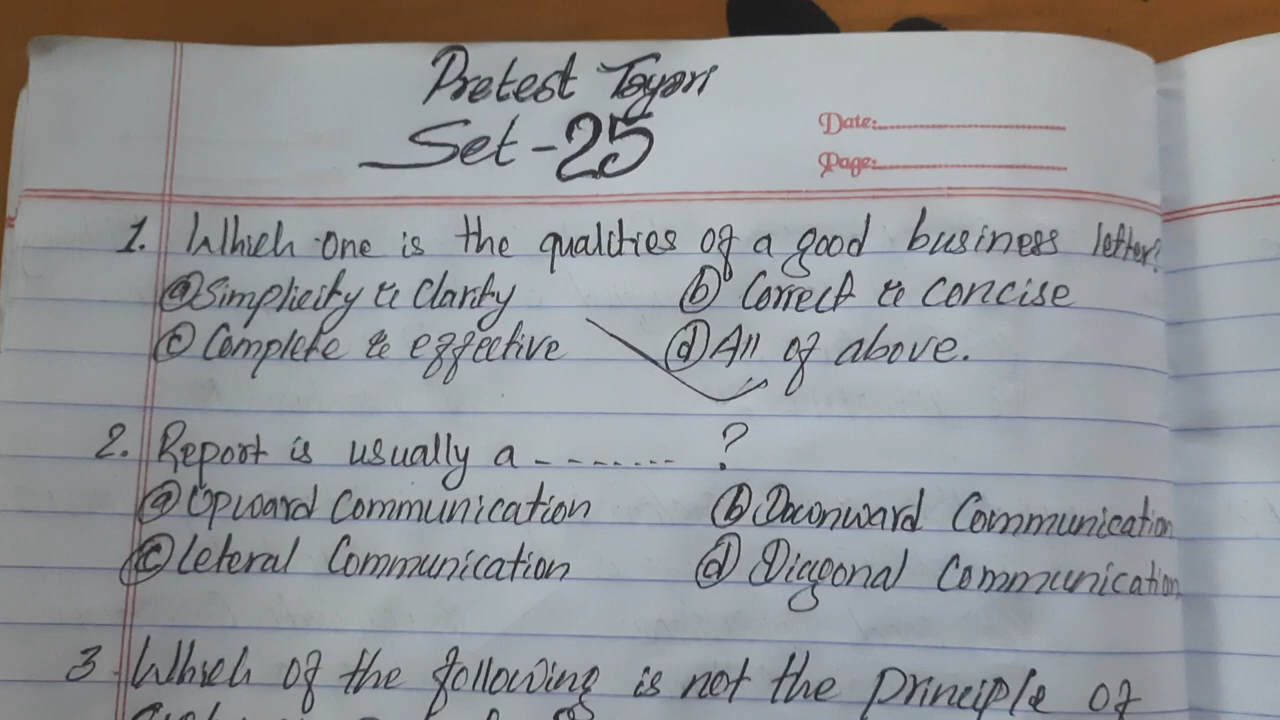 Pretest Tayari
Set-25
Date:
Page:
1. Which one is the qualities of a good business letter?
(a) Simplicity & Clarity (b) Correct & Concise
(c) Complete & effective (d) All of above.
2. Report is usually a -------- ?
(a) Upward Communication (b) Downward Communication
(c) Leteral Communication (d) Diagonal Communication
3 Which of the following is not the principle of